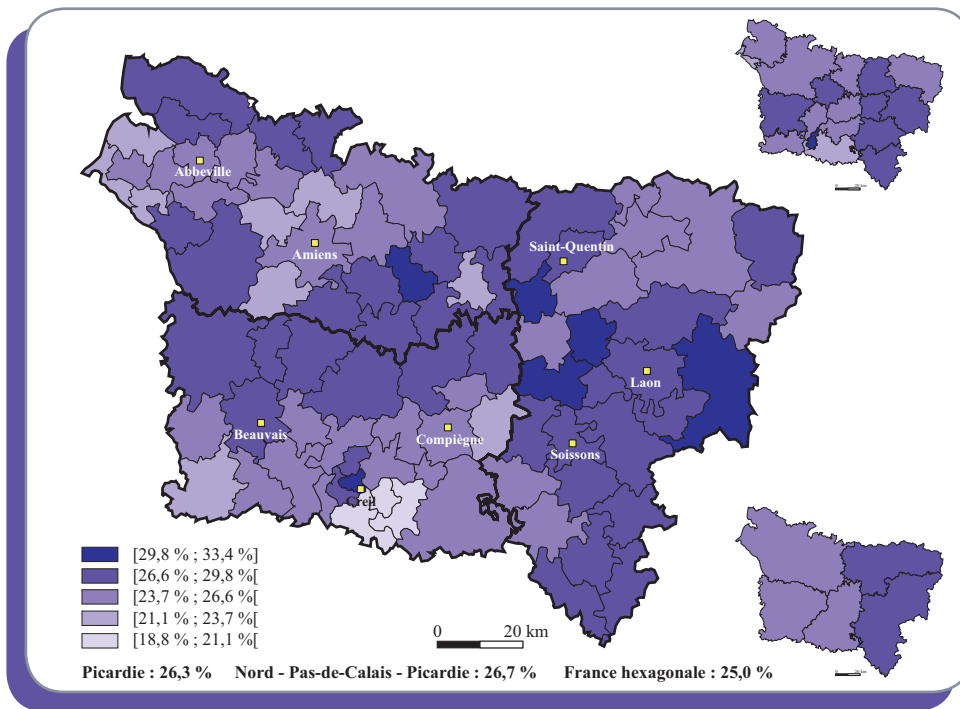 Abbeville
Amiens
Saint-Quentin
Laon
Beauvais
Compiègne
Soissons
Creil
[29,8 % ; 33,4 %]
[26,6 % ; 29,8 %[
[23,7 % ; 26,6 %[
[21,1 % ; 23,7 %[
[18,8 % ; 21,1 %[
0 20 km
Picardie : 26,3 % Nord - Pas-de-Calais - Picardie : 26,7 % France hexagonale : 25,0 %